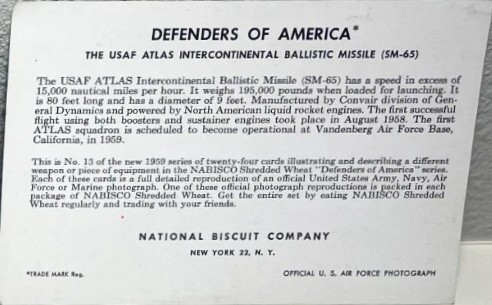 DEFENDERS OF AMERICA*
THE USAF ATLAS INTERCONTINENTAL BALLISTIC MISSILE (SM-65)
The USAF ATLAS Intercontinental Ballistic Missile (SM-65) has a speed in excess of
15,000 nautical miles per hour. It weighs 195,000 pounds when loaded for launching. It
is 80 feet long and has a diameter of 9 feet. Manufactured by Convair division of Gen-
eral Dynamics and powered by North American liquid rocket engines. The first successful
flight using both boosters and sustainer engines took place in August 1958. The first
ATLAS squadron is scheduled to become operational at Vandenberg Air Force Base,
California, in 1959.
This is No. 13 of the new 1959 series of twenty-four cards illustrating and describing a different
weapon or piece of equipment in the NABISCO Shredded Wheat "Defenders of America" series.
Each of these cards is a full detailed reproduction of an official United States Army, Navy, Air
Force or Marine photograph. One of these official photograph reproductions is packed in each
package of NABISCO Shredded Wheat. Get the entire set by eating NABISCO Shredded
Wheat regularly and trading with your friends.
NATIONAL BISCUIT COMPANY
NEW YORK 22, N. Y.
*TRADE MARK Reg.
OFFICIAL U. S. AIR FORCE PHOTOGRAPH